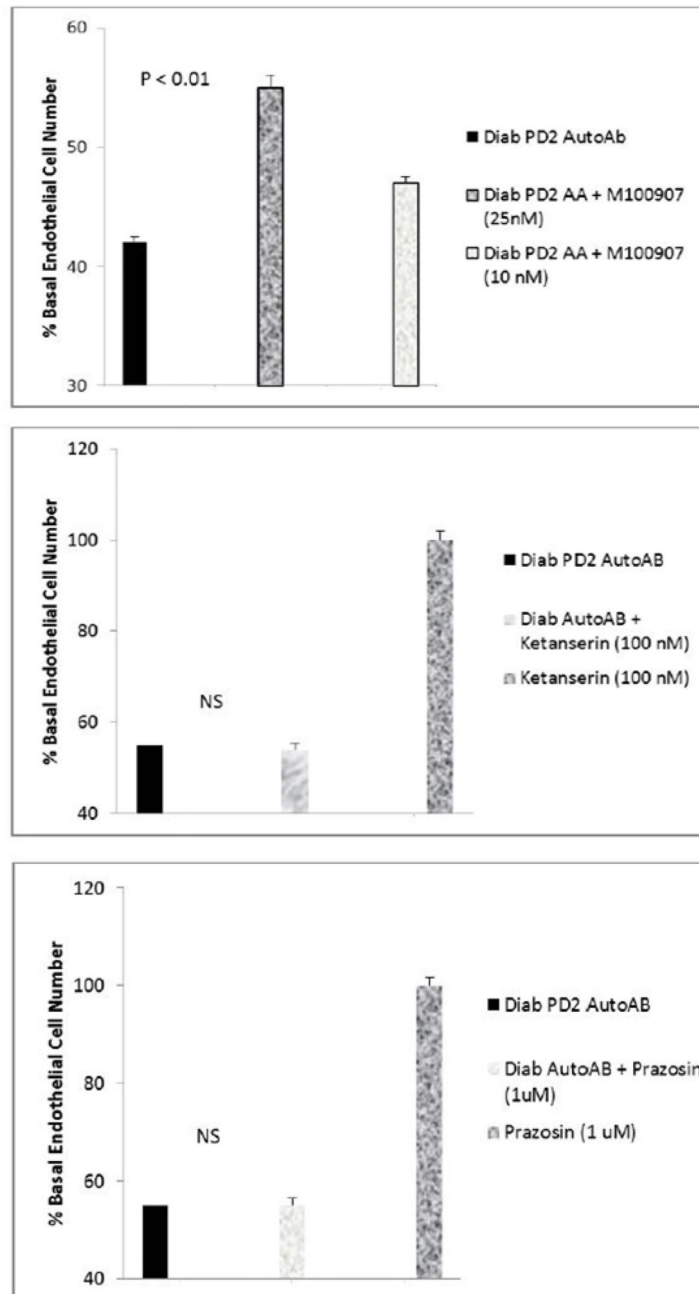 60
50
40
30
% Basal Endothelial Cell Number
P < 0.01
Diab PD2 AutoAb
Diab PD2 AA + M100907
(25nM)
Diab PD2 AA + M100907
(10 nM)
120
100
80
60
40
% Basal Endothelial Cell Number
NS
Diab PD2 AutoAB
Diab AutoAB +
Ketanserin (100 nM)
Ketanserin (100 nM)
120
100
80
60
40
% Basal Endothelial Cell Number
NS
Diab PD2 AutoAB
Diab AutoAB + Prazosin
(1uM)
Prazosin (1 uM)